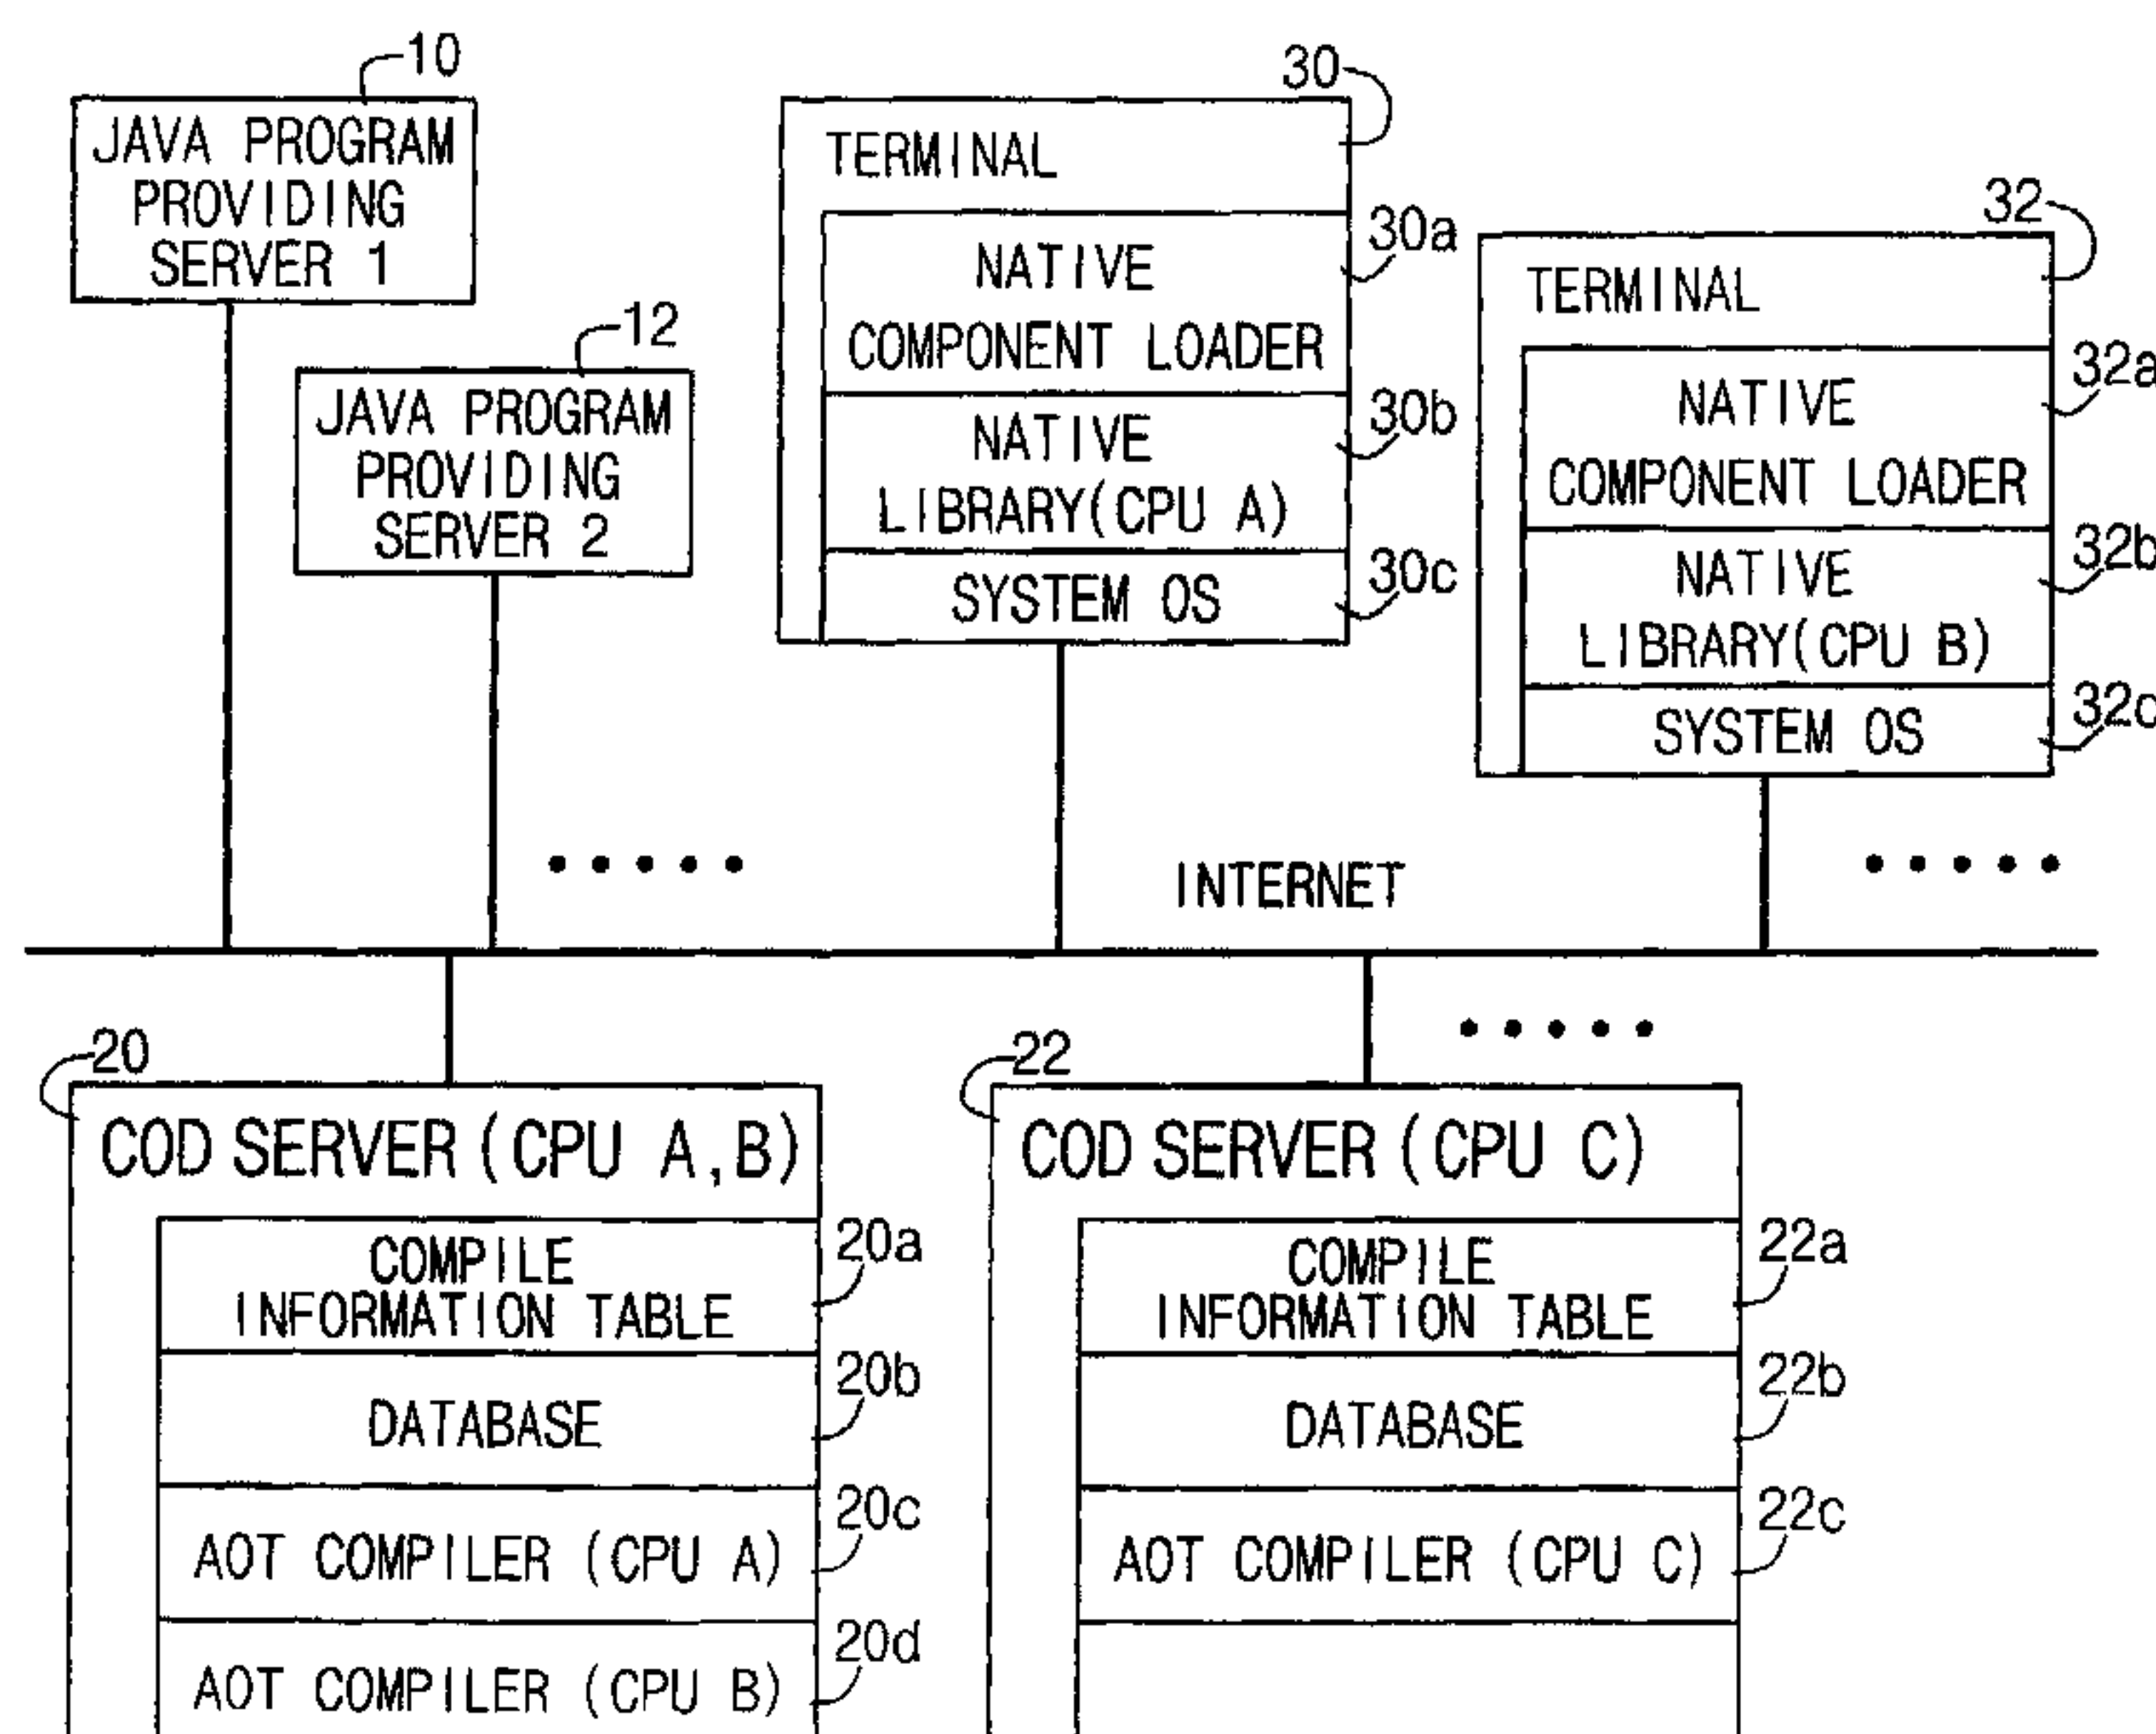 10
JAVA PROGRAM
PROVIDING
SERVER 1
12
JAVA PROGRAM
PROVIDING
SERVER 2
30
TERMINAL
30a
NATIVE
COMPONENT LOADER
30b
NATIVE
LIBRARY(CPU A)
30c
SYSTEM OS
32
TERMINAL
32a
NATIVE
COMPONENT LOADER
32b
NATIVE
LIBRARY(CPU B)
32c
SYSTEM OS
.....
INTERNET
.....
.....
20
COD SERVER (CPU A,B)
20a
COMPILE
INFORMATION TABLE
20b
DATABASE
20c
AOT COMPILER (CPU A)
20d
AOT COMPILER (CPU B)
22
COD SERVER (CPU C)
22a
COMPILE
INFORMATION TABLE
22b
DATABASE
22c
AOT COMPILER (CPU C)